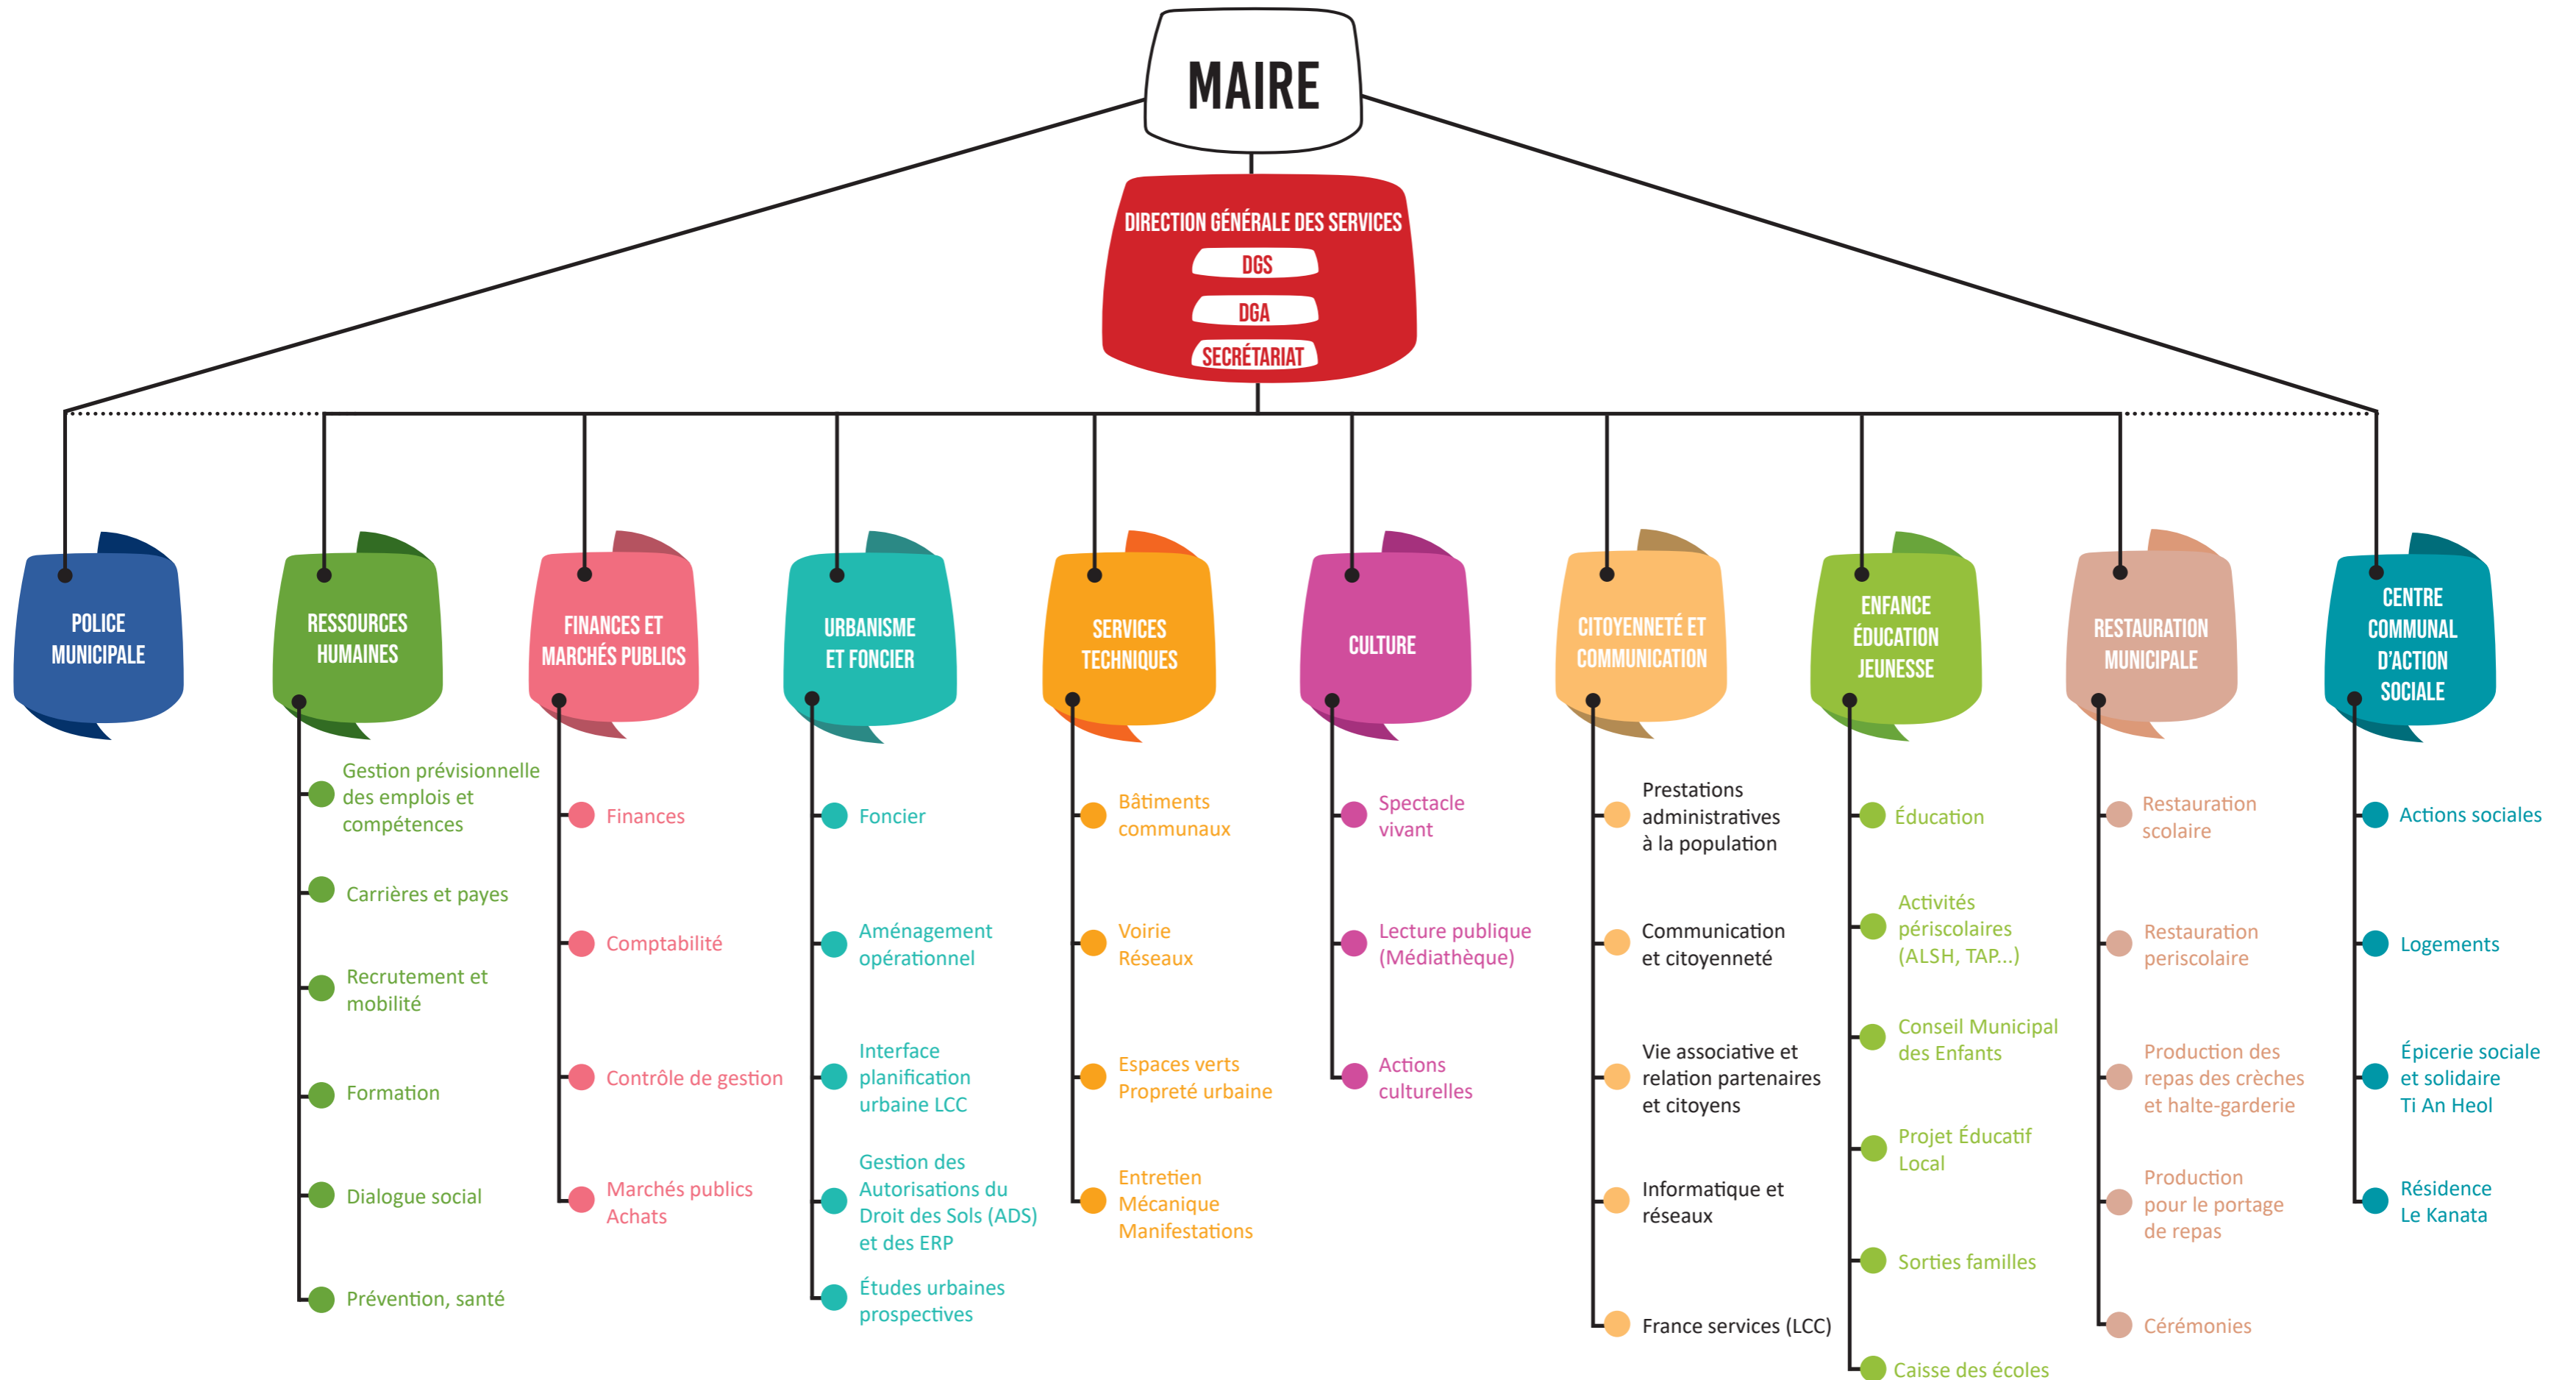 MAIRE
DIRECTION GÉNÉRALE DES SERVICES
DGS
DGA
SECRÉTARIAT
POLICE
MUNICIPALE
RESSOURCES
HUMAINES
Gestion prévisionnelle
des emplois et
compétences
Carrières et payes
Recrutement et
mobilité
Formation
Dialogue social
Prévention, santé
FINANCES ET
MARCHÉS PUBLICS
Finances
Comptabilité
Contrôle de gestion
Marchés publics
Achats
URBANISME
ET FONCIER
Foncier
Aménagement
opérationnel
Interface
planification
urbaine LCC
Gestion des
Autorisations du
Droit des Sols (ADS)
et des ERP
Études urbaines
prospectives
SERVICES
TECHNIQUES
Bâtiments
communaux
Voirie
Réseaux
Espaces verts
Propreté urbaine
Entretien
Mécanique
Manifestations
CULTURE
Spectacle
vivant
Lecture publique
(Médiathèque)
Actions
culturelles
CITOYENNETÉ ET
COMMUNICATION
Prestations
administratives
à la population
Communication
et citoyenneté
Vie associative et
relation partenaires
et citoyens
Informatique et
réseaux
France services (LCC)
ENFANCE
ÉDUCATION
JEUNESSE
Éducation
Activités
périscolaires
(ALSH, TAP...)
Conseil Municipal
des Enfants
Projet Éducatif
Local
Sorties familles
Caisse des écoles
RESTAURATION
MUNICIPALE
Restauration
scolaire
Restauration
periscolaire
Production des
repas des crèches
et halte-garderie
Production
pour le portage
de repas
Cérémonies
CENTRE
COMMUNAL
D'ACTION
SOCIALE
Actions sociales
Logements
Épicerie sociale
et solidaire
Ti An Heol
Résidence
Le Kanata